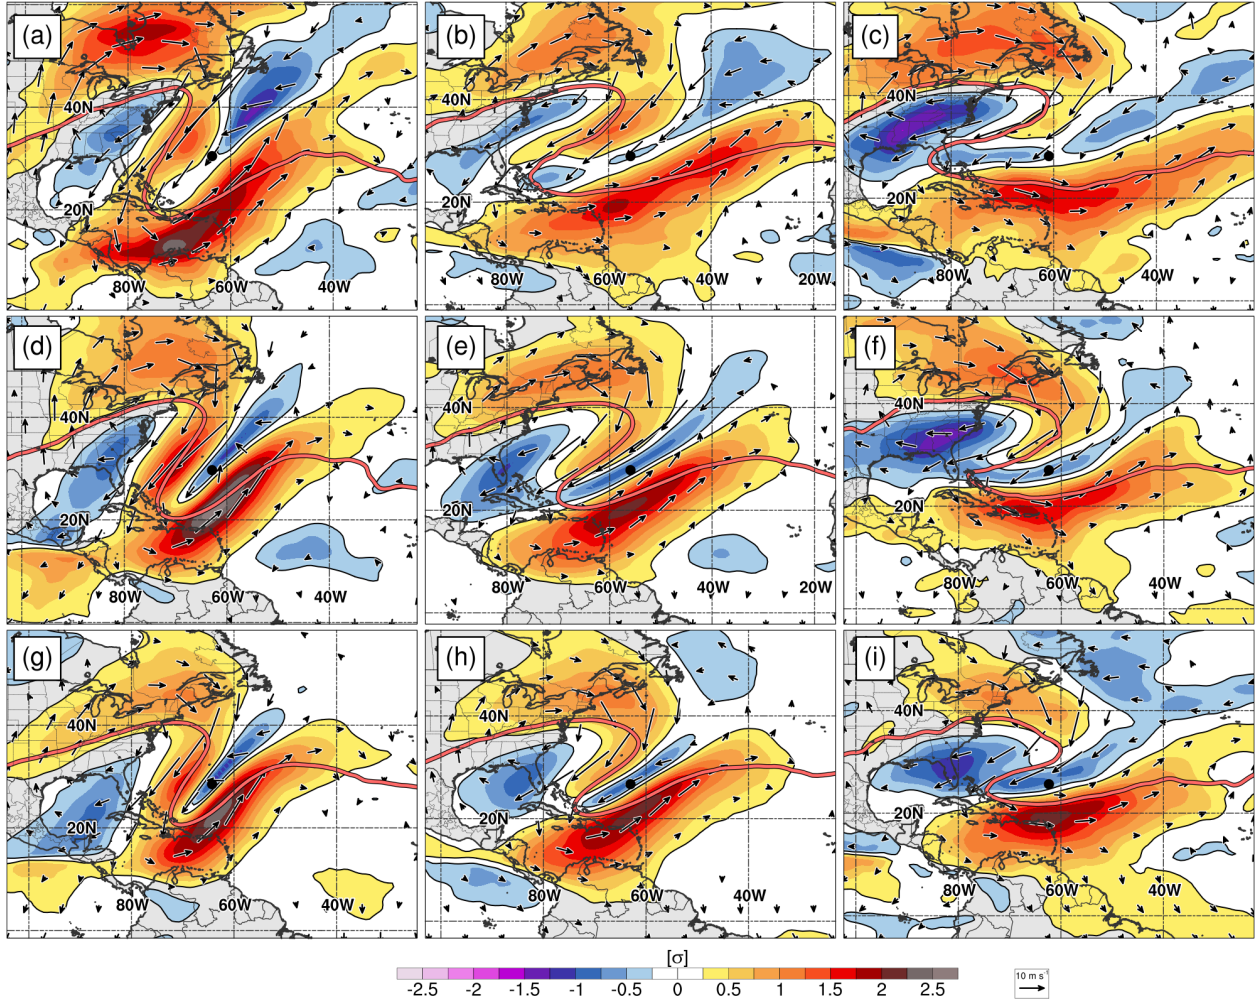 (a) (b) (c)
40N 40N 40N
20N 20N 20N
80W 60W 40W 80W 60W 40W 20W 80W 60W 40W
(d) (e) (f)
40N 40N 40N
20N 20N 20N
80W 60W 40W 80W 60W 40W 20W 80W 60W 40W
(g) (h) (i)
40N 40N 40N
20N 20N 20N
80W 60W 40W 80W 60W 40W 80W 60W 40W
[σ]
-2.5 -2 -1.5 -1 -0.5 0 0.5 1 1.5 2 2.5
10 m s⁻¹